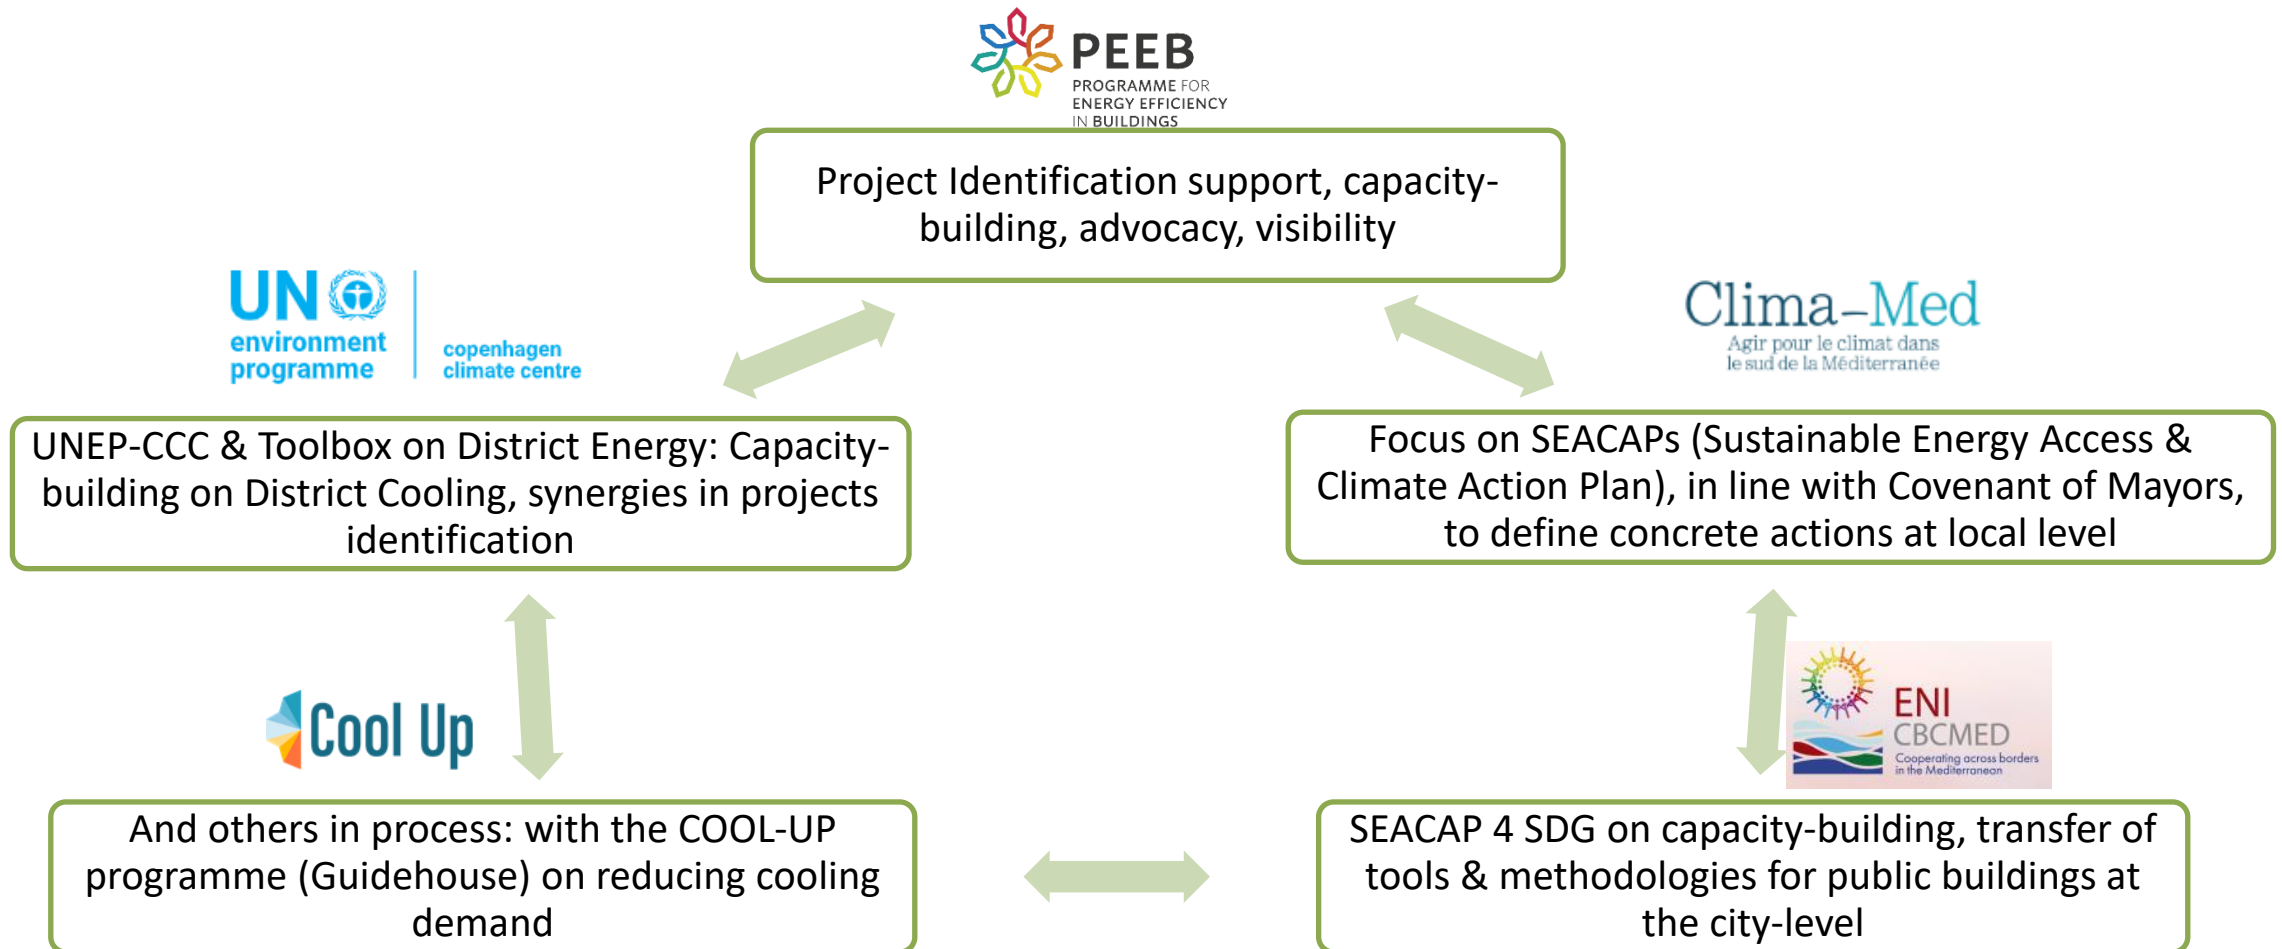 PEEB
PROGRAMME FOR
ENERGY EFFICIENCY
IN BUILDINGS
Project Identification support, capacity-
building, advocacy, visibility
UN
environment
programme
copenhagen
climate centre
Clima-Med
Agir pour le climat dans
le sud de la Méditerranée
UNEP-CCC & Toolbox on District Energy: Capacity-
building on District Cooling, synergies in projects
identification
Focus on SEACAPs (Sustainable Energy Access &
Climate Action Plan), in line with Covenant of Mayors,
to define concrete actions at local level
Cool Up
ENI
CBCMED
Cooperating across borders
in the Mediterranean
And others in process: with the COOL-UP
programme (Guidehouse) on reducing cooling
demand
SEACAP 4 SDG on capacity-building, transfer of
tools & methodologies for public buildings at
the city-level